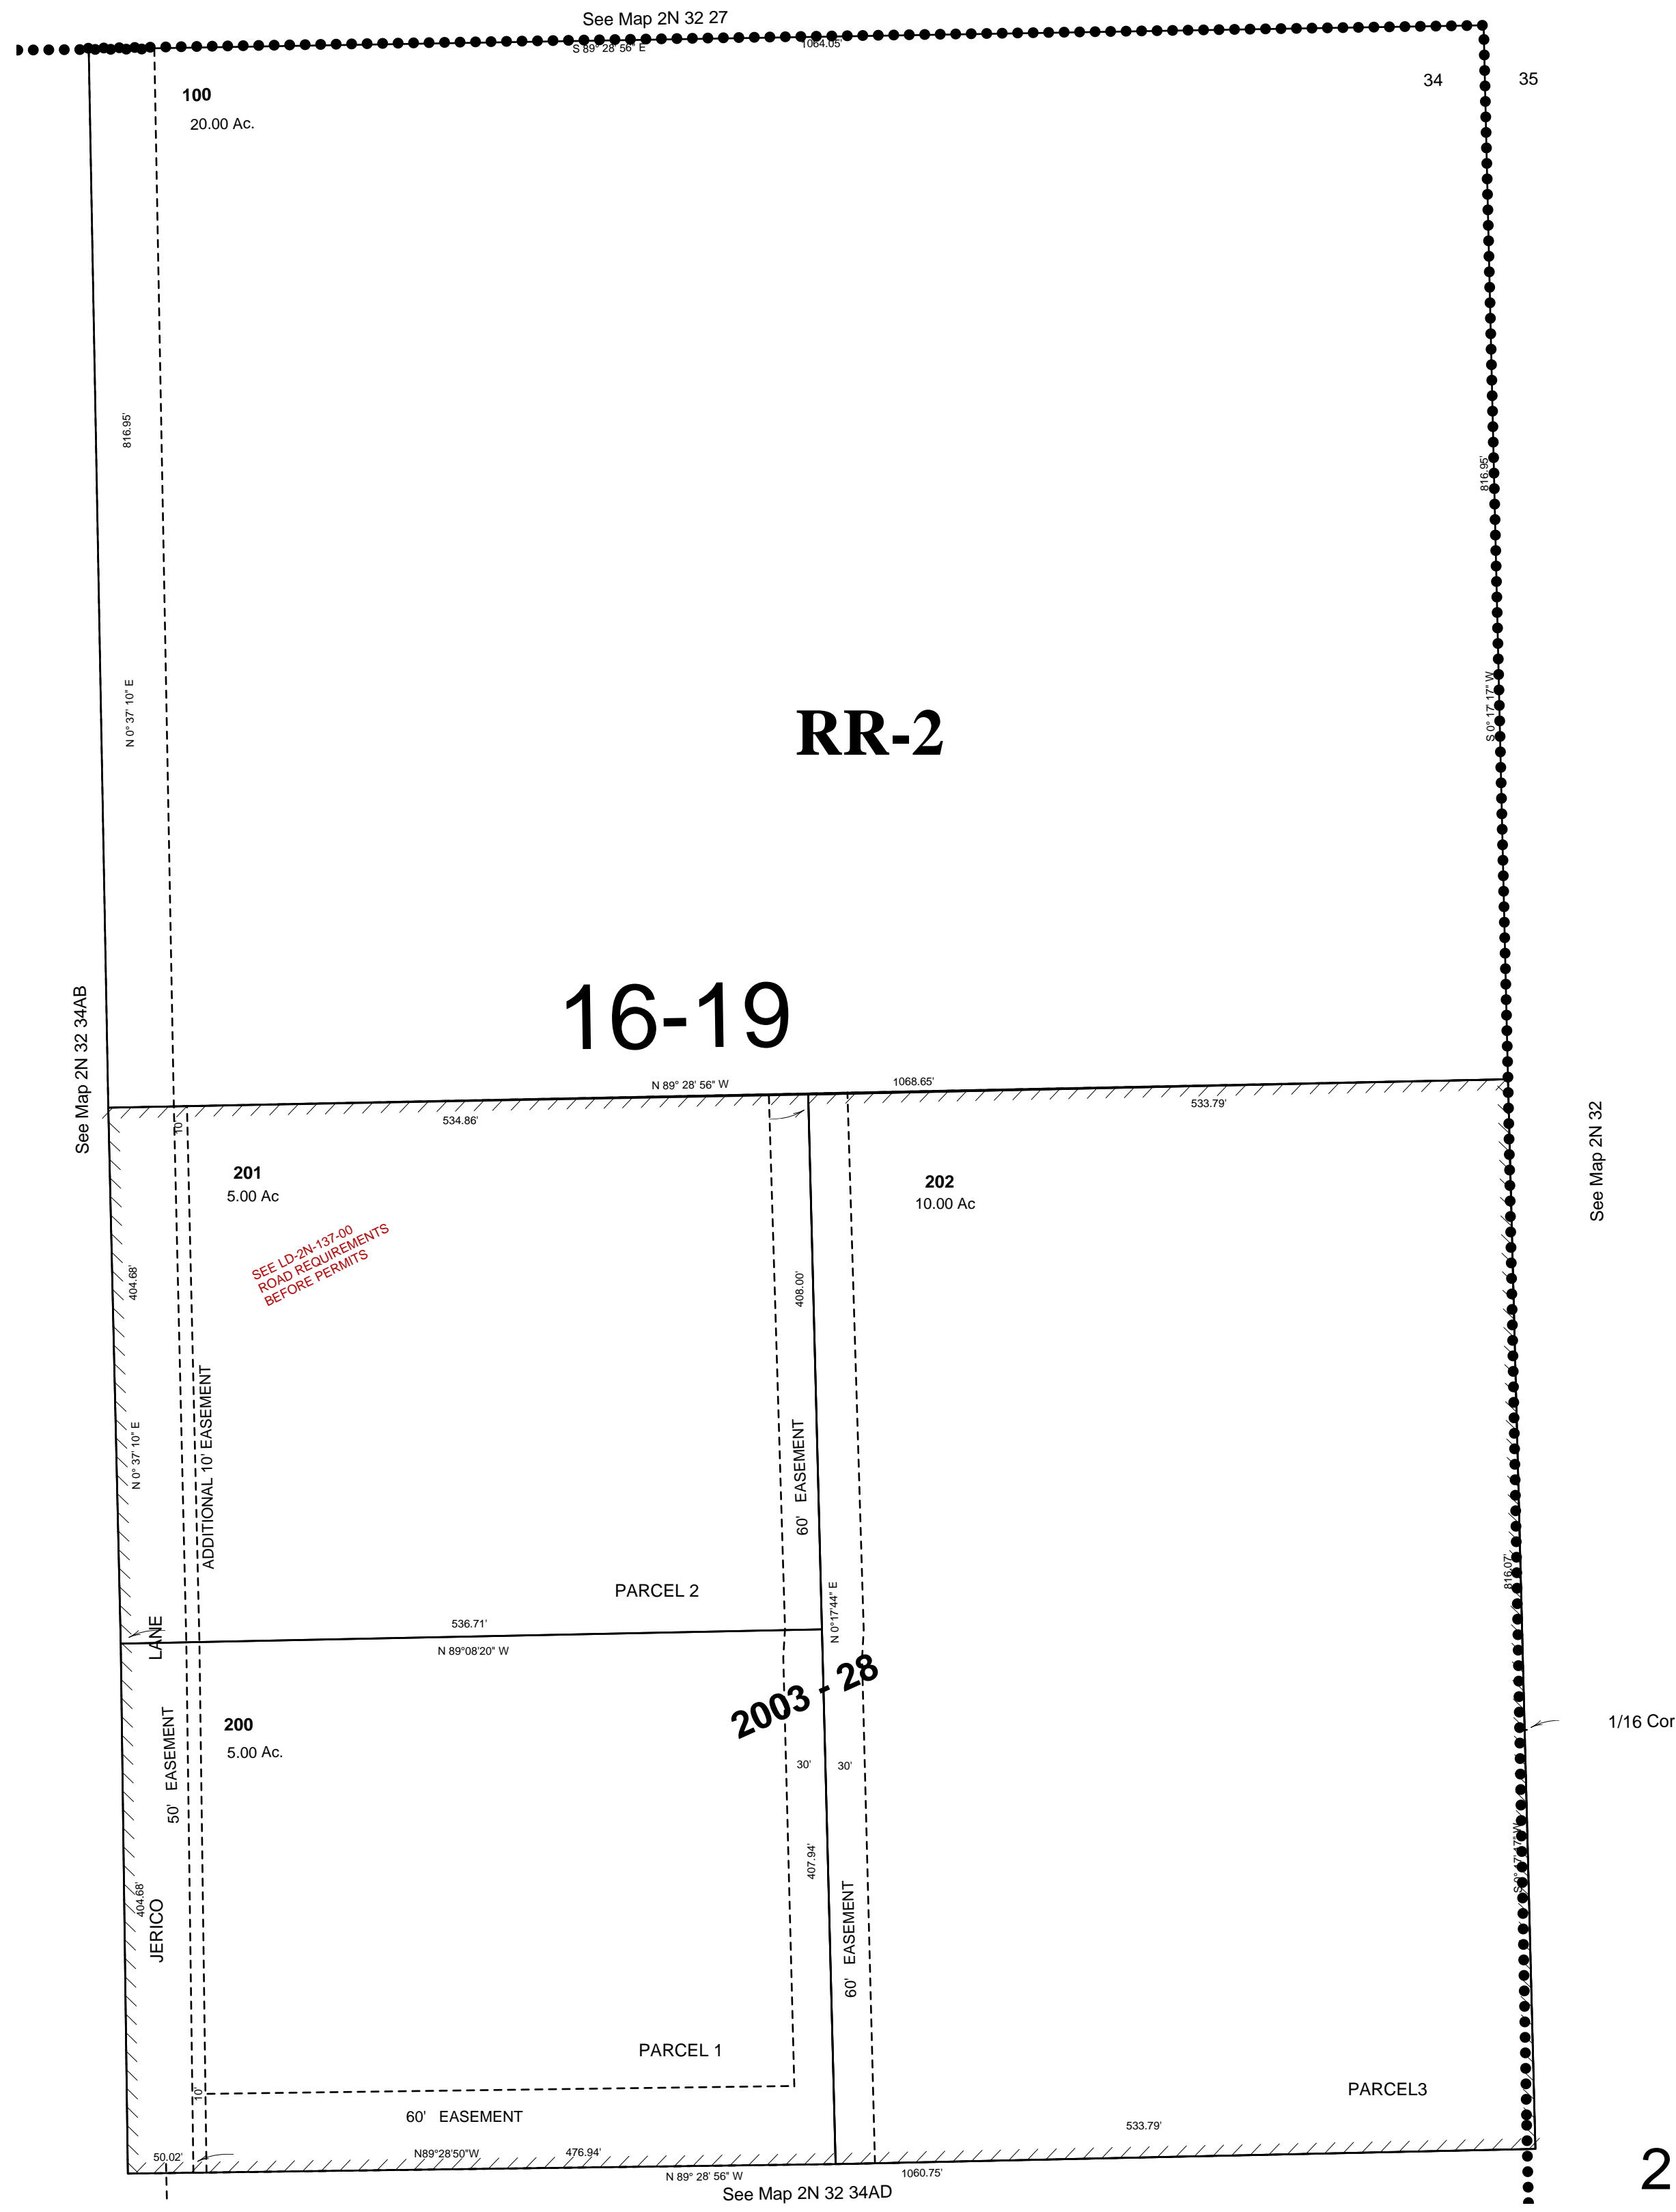 See Map 2N 32 27
S 89° 28' 56" E
1064.05'
34
35
100
20.00 Ac.
816.95'
816.95'
N 0° 37' 10" E
S 0° 17' 17" W
RR-2
16-19
See Map 2N 32 34AB
N 89° 28' 56" W
1068.65'
534.86'
533.79'
See Map 2N 32
10'
201
5.00 Ac
202
10.00 Ac
SEE LD-2N-137-00
ROAD REQUIREMENTS
BEFORE PERMITS
404.68'
408.00'
N 0° 37' 10" E
ADDITIONAL 10' EASEMENT
60' EASEMENT
816.07'
PARCEL 2
N 0°17'44" E
536.71'
N 89°08'20" W
LANE
2003 - 28
200
5.00 Ac.
1/16 Cor
50' EASEMENT
30'
30'
407.94'
S 0° 17' 17" W
404.68'
JERICO
60' EASEMENT
PARCEL 1
PARCEL3
10'
60' EASEMENT
533.79'
50.02'
N89°28'50"W
476.94'
N 89° 28' 56" W
1060.75'
See Map 2N 32 34AD
2